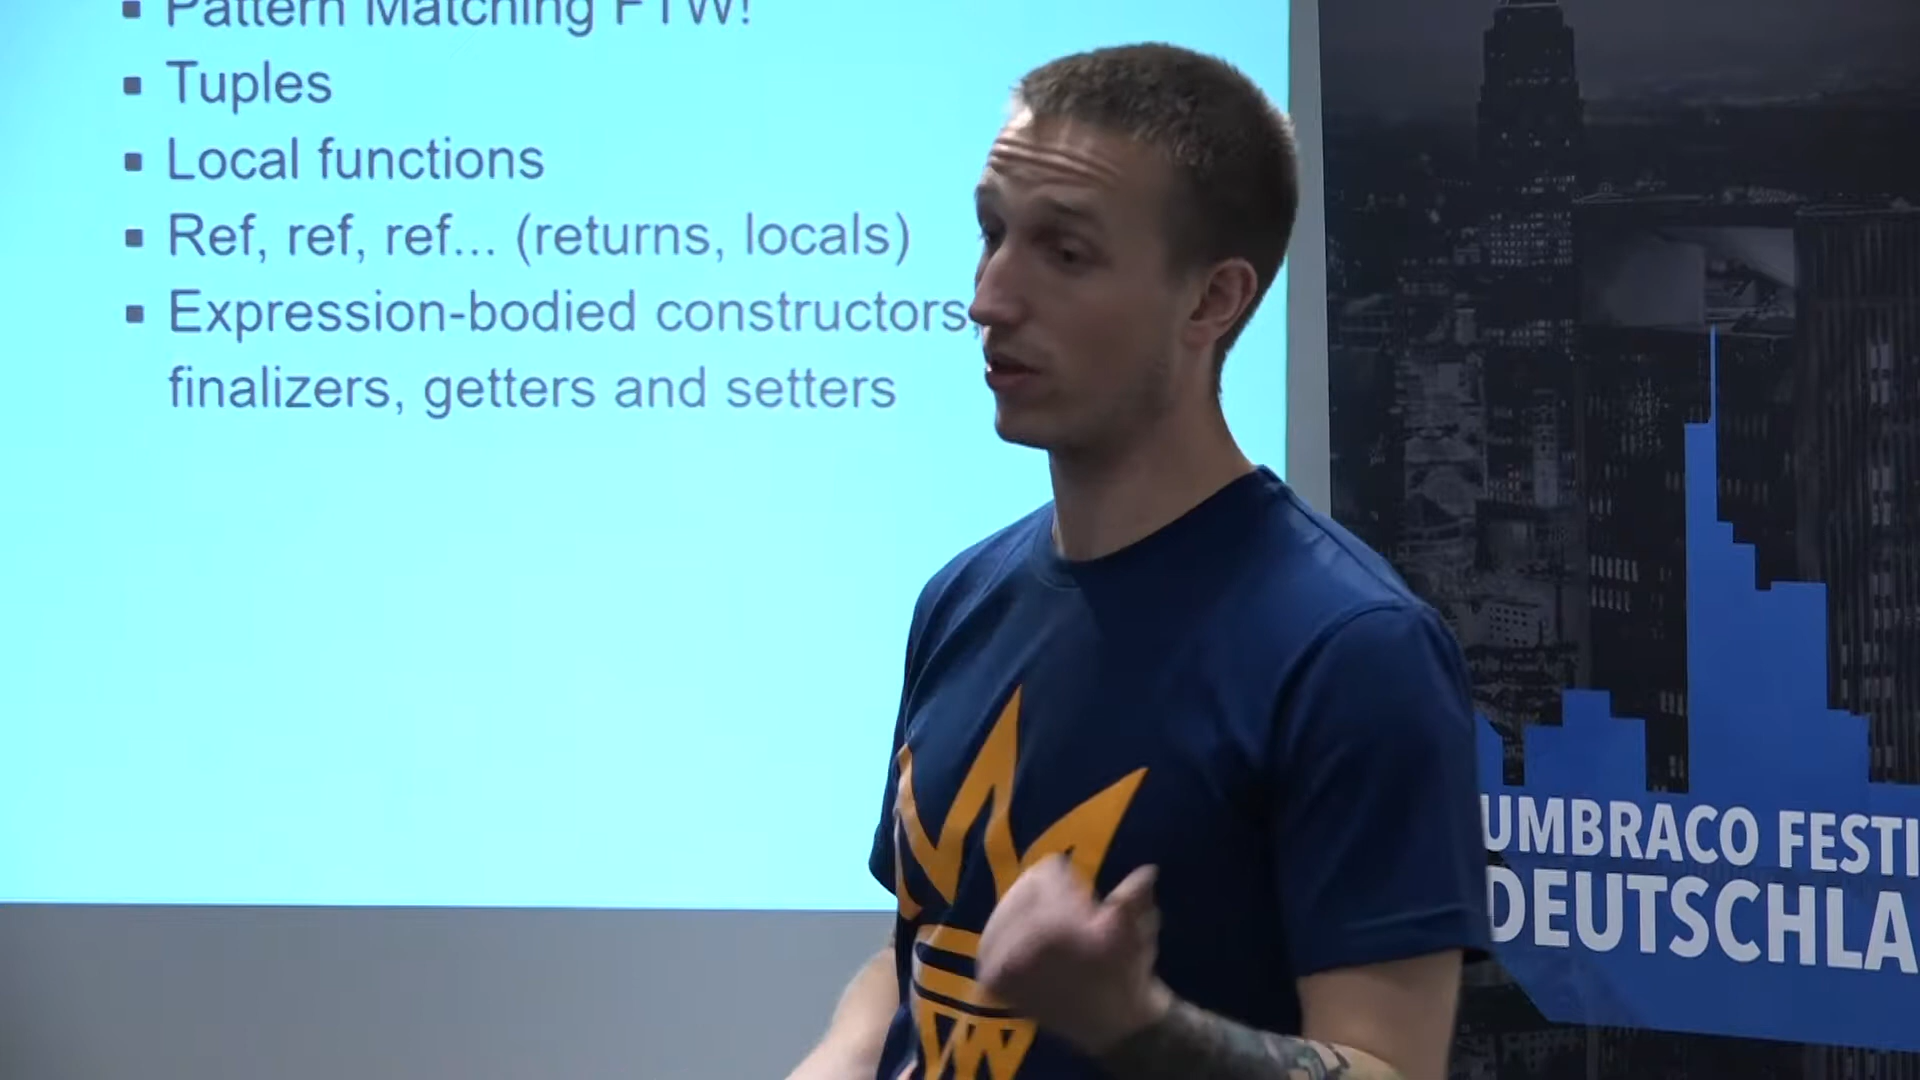 Pattern Matching FTW!
Tuples
Local functions
Ref, ref, ref... (returns, locals)
Expression-bodied constructors,
finalizers, getters and setters
UMBRACO FESTI
DEUTSCHLA